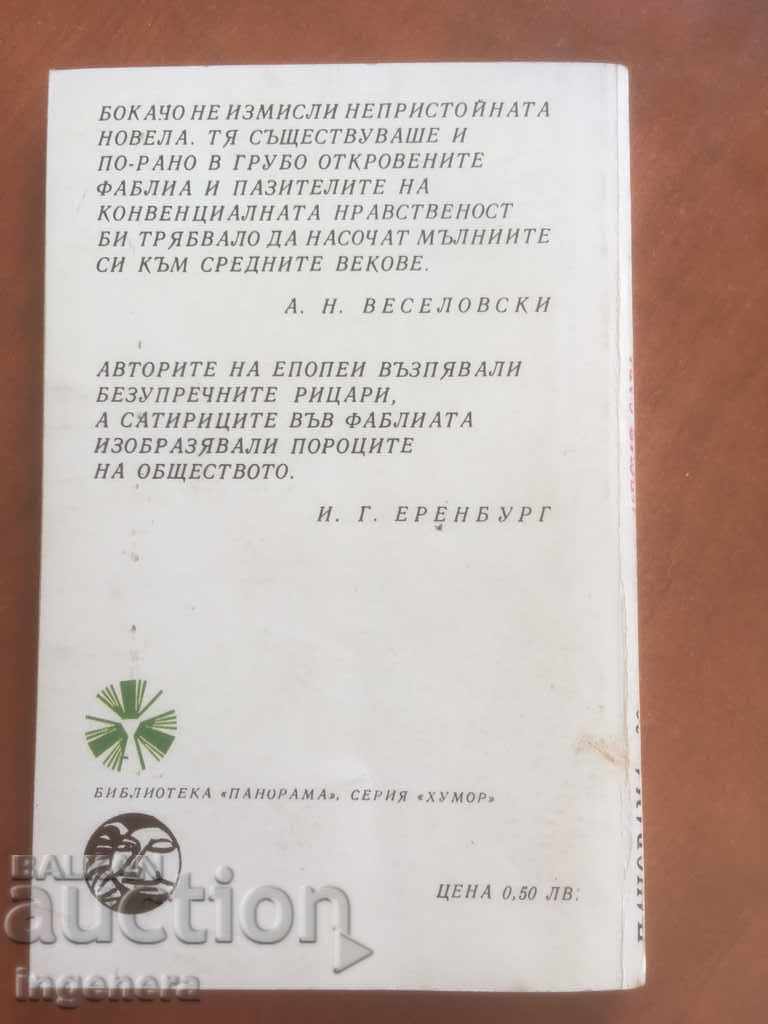 БОКАЧО НЕ ИЗМИСЛИ НЕПРИСТОЙНАТА
НОВЕЛА. ТЯ СЪЩЕСТВУВАШЕ И
ПО-РАНО В ГРУБО ОТКРОВЕНИТЕ
ФАБЛИА И ПАЗИТЕЛИТЕ НА
КОНВЕНЦИАЛНАТА НРАВСТВЕНОСТ
БИ ТРЯБВАЛО ДА НАСОЧАТ МЪЛНИИТЕ
СИ КЪМ СРЕДНИТЕ ВЕКОВЕ.
А. Н. ВЕСЕЛОВСКИ
АВТОРИТЕ НА ЕПОПЕИ ВЪЗПЯВАЛИ
БЕЗУПРЕЧНИТЕ РИЦАРИ,
А САТИРИЦИТЕ ВЪВ ФАБЛИАТА
ИЗОБРАЗЯВАЛИ ПОРОЦИТЕ
НА ОБЩЕСТВОТО.
И. Г. ЕРЕНБУРГ
БИБЛИОТЕКА «ПАНОРАМА», СЕРИЯ «ХУМОР»
ЦЕНА 0,50 ЛВ.
ПАНОРАМА
BALKAN
auction
ingenera